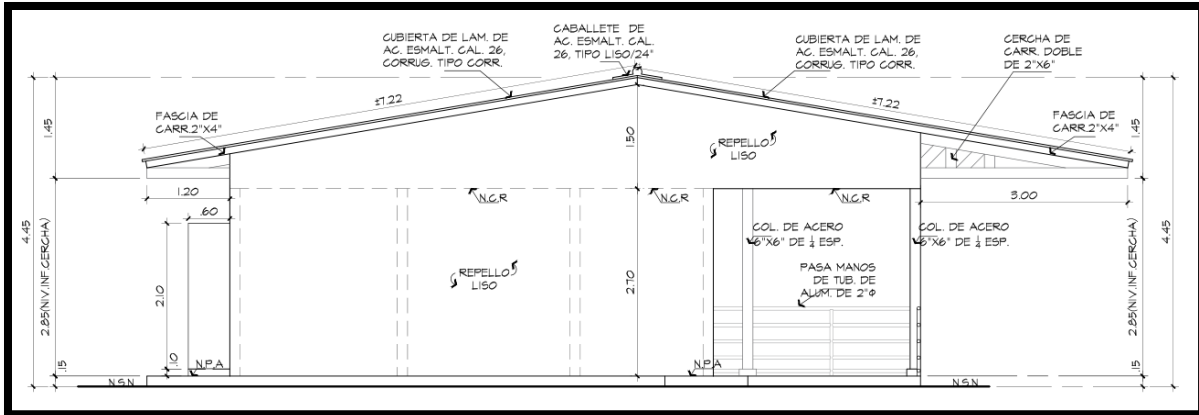 CUBIERTA DE LAM. DE
AC. ESMALT. CAL. 26,
CORRUG. TIPO CORR.
CABALLETE DE
AC. ESMALT. CAL.
26, TIPO LISO/24"
CUBIERTA DE LAM. DE
AC. ESMALT. CAL. 26,
CORRUG. TIPO CORR.
CERCHA DE
CARR. DOBLE
DE 2"X6"
±7.22
±7.22
FASCIA DE
CARR.2"X4"
FASCIA DE
CARR.2"X4"
1.45
1.50
1.45
REPELLO
LISO
1.20
3.00
N.C.R
N.C.R
N.C.R
.60
4.45
2.85(NIV.INF.CERCHA)
COL. DE ACERO
6"X6" DE ¼ ESP.
COL. DE ACERO
6"X6" DE ¼ ESP.
2.85(NIV.INF.CERCHA)
4.45
REPELLO
LISO
PASA MANOS
DE TUB. DE
ALUM. DE 2"Φ
2.10
2.70
.15
.10
N.P.A
N.P.A
.15
N.S.N
N.S.N